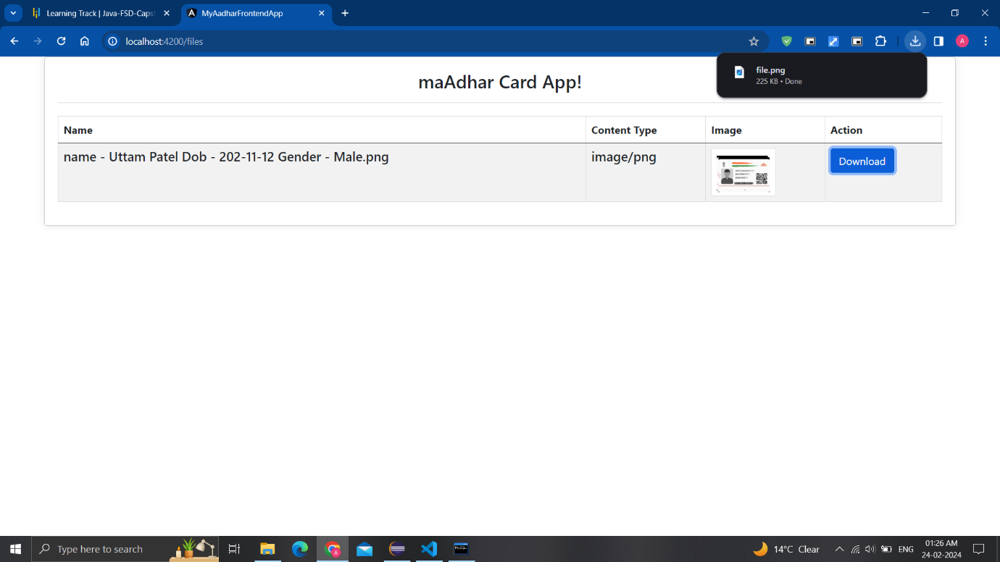 Learning Track | Java-FSD-Caps
MyAadharFrontendApp
localhost:4200/files
A
file.png
225 KB • Done
maAdhar Card App!
Name Content Type Image Action
name - Uttam Patel Dob - 202-11-12 Gender - Male.png image/png Download
Type here to search
14°C Clear
ENG
01:26 AM
24-02-2024